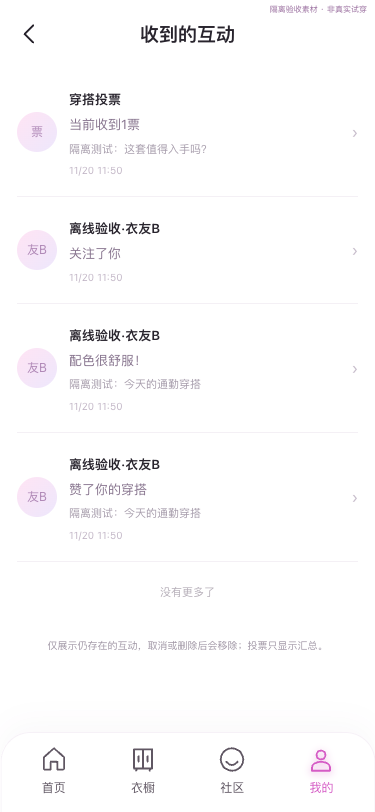 隔离验收素材 · 非真实试穿
收到的互动
穿搭投票
票
当前收到1票
隔离测试：这套值得入手吗？
11/20 11:50
离线验收·衣友B
友B
关注了你
11/20 11:50
离线验收·衣友B
友B
配色很舒服！
隔离测试：今天的通勤穿搭
11/20 11:50
离线验收·衣友B
友B
赞了你的穿搭
隔离测试：今天的通勤穿搭
11/20 11:50
没有更多了
仅展示仍存在的互动，取消或删除后会移除；投票只显示汇总。
首页 衣橱 社区 我的